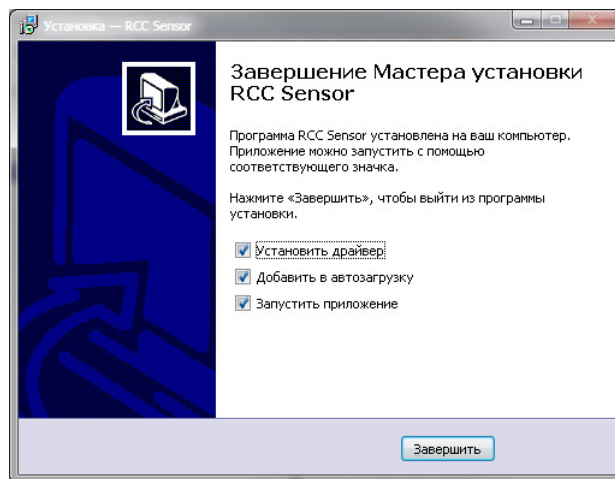 Установка — RCC Sensor
Завершение Мастера установки
RCC Sensor
Программа RCC Sensor установлена на ваш компьютер.
Приложение можно запустить с помощью
соответствующего значка.
Нажмите «Завершить», чтобы выйти из программы
установки.
Установить драйвер
Добавить в автозагрузку
Запустить приложение
Завершить